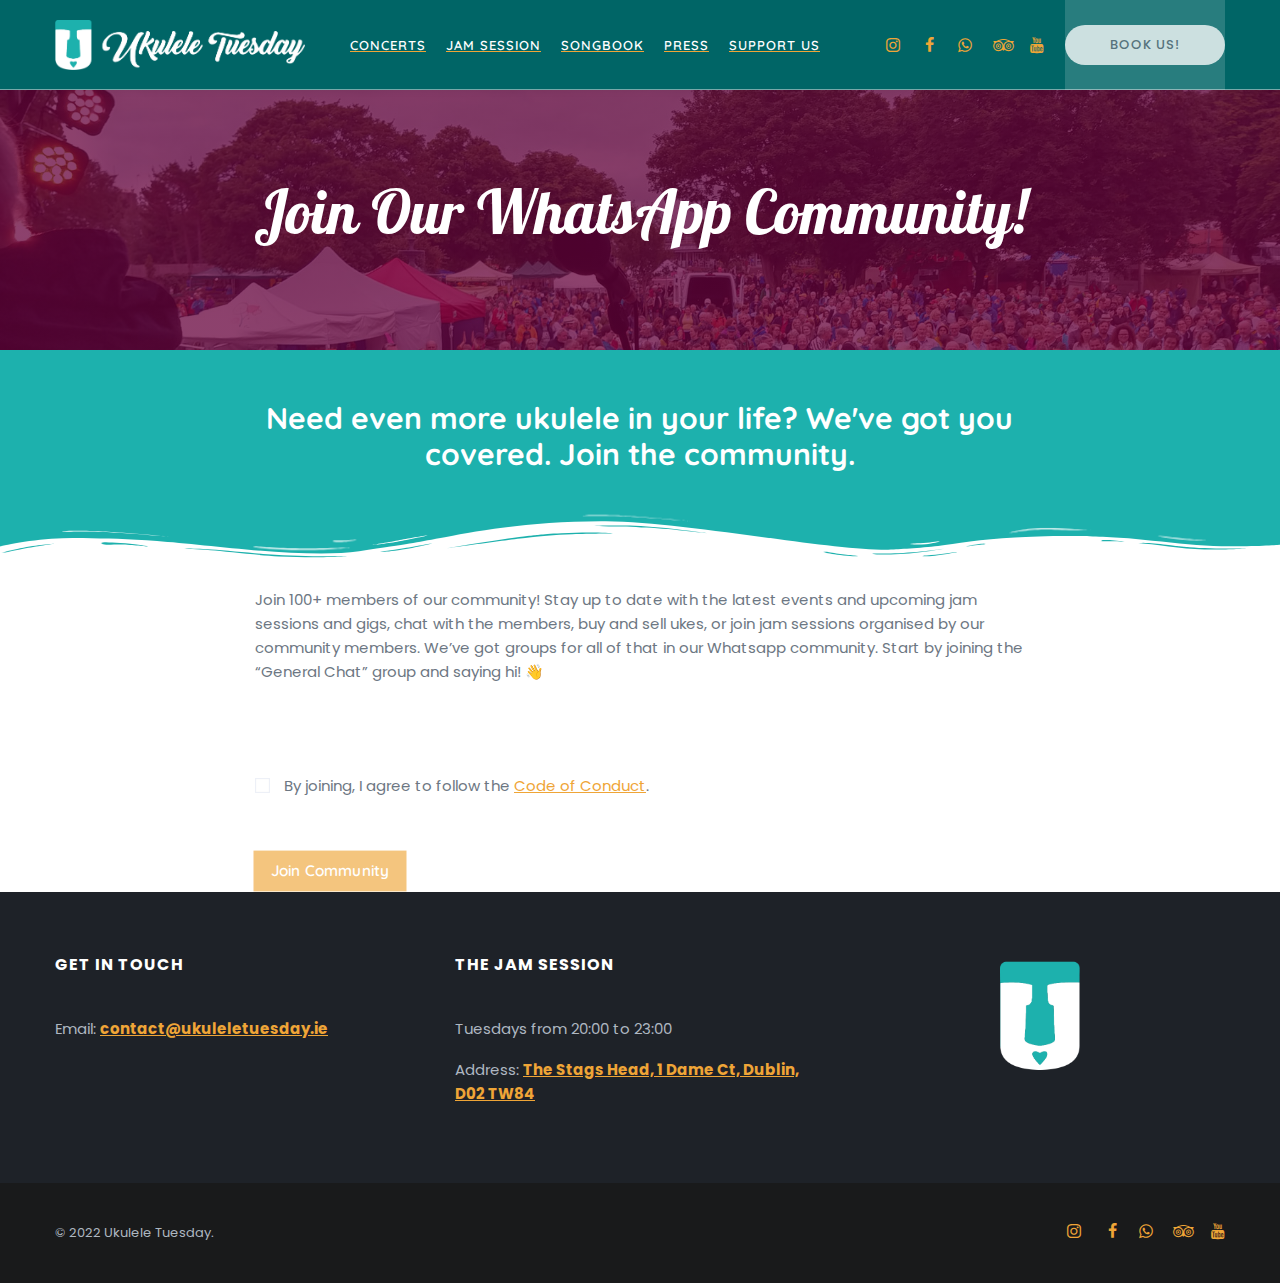 Ukulele Tuesday
CONCERTS JAM SESSION SONGBOOK PRESS SUPPORT US
BOOK US!
Join Our WhatsApp Community!
Need even more ukulele in your life? We've got you
covered. Join the community.
Join 100+ members of our community! Stay up to date with the latest events and upcoming jam
sessions and gigs, chat with the members, buy and sell ukes, or join jam sessions organised by our
community members. We’ve got groups for all of that in our Whatsapp community. Start by joining the
“General Chat” group and saying hi! 👋
By joining, I agree to follow the Code of Conduct.
Join Community
GET IN TOUCH
Email: contact@ukuleletuesday.ie
THE JAM SESSION
Tuesdays from 20:00 to 23:00
Address: The Stags Head, 1 Dame Ct, Dublin,
D02 TW84
© 2022 Ukulele Tuesday.